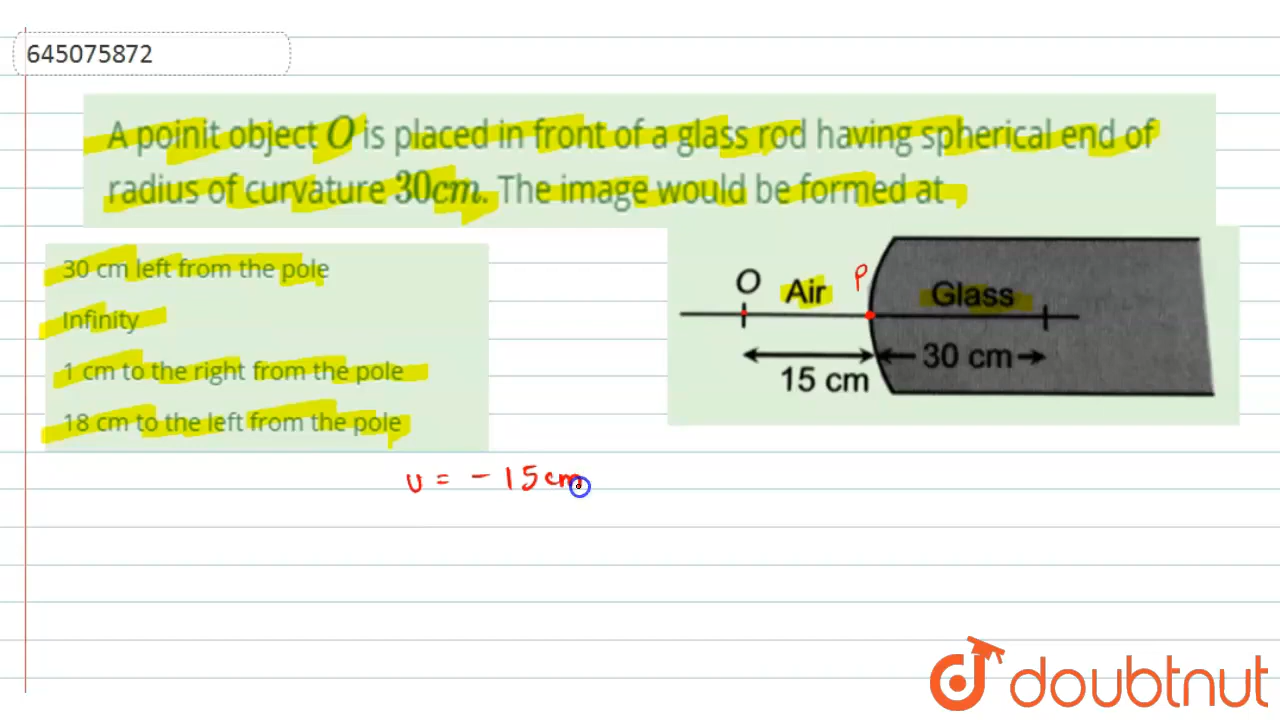 645075872
A poinit object O is placed in front of a glass rod having spherical end of
radius of curvature 30cm. The image would be formed at
30 cm left from the pole
Infinity
1 cm to the right from the pole
18 cm to the left from the pole
O Air P Glass
15 cm 30 cm
u = - 15 cm
doubtnut